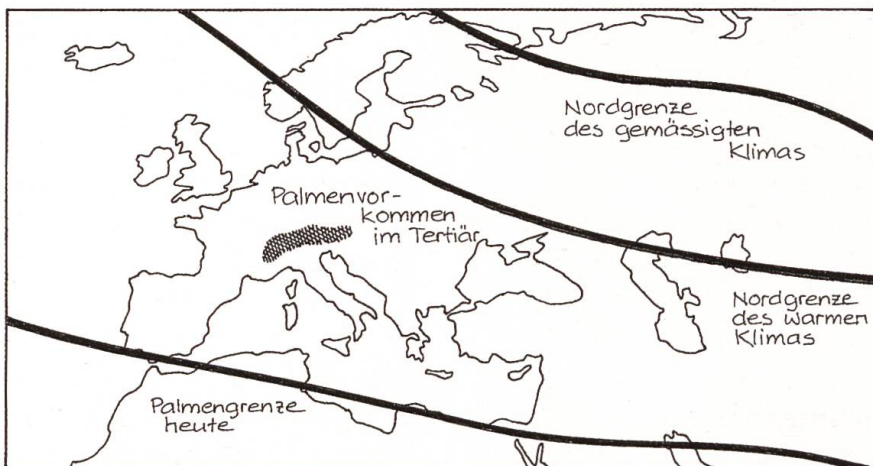 Nordgrenze
des gemässigten
Klimas
Palmenvor-
kommen
im Tertiär
Nordgrenze
des warmen
Klimas
Palmengrenze
heute